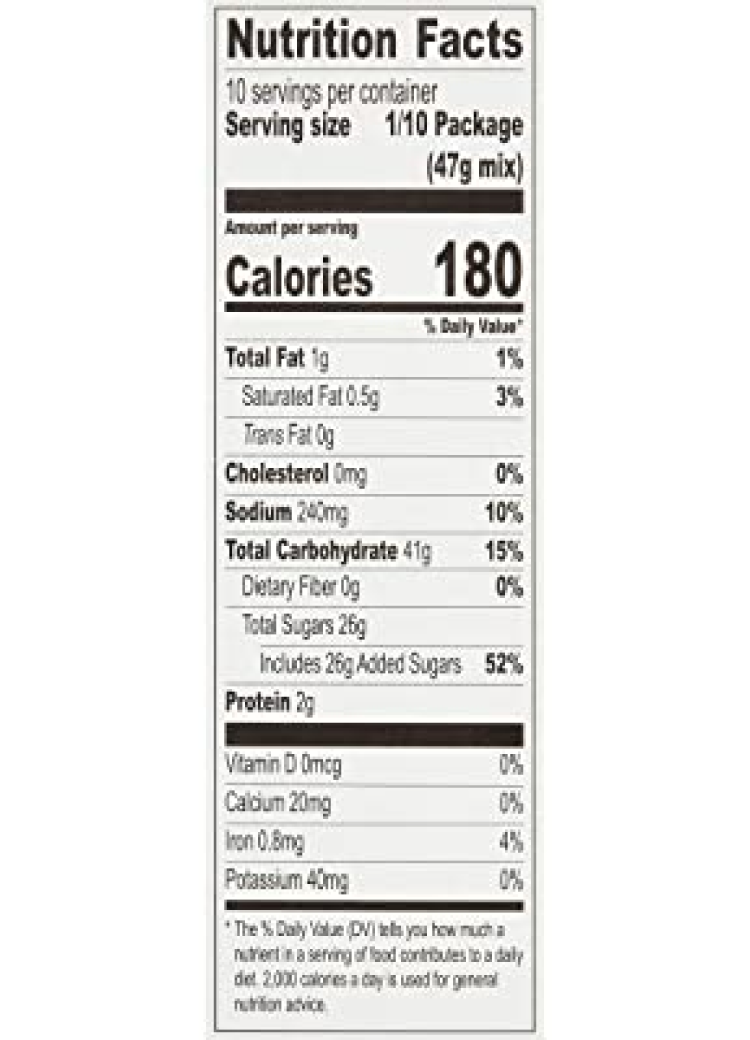 Nutrition Facts
10 servings per container
Serving size 1/10 Package
(47g mix)
Amount per serving
Calories 180
% Daily Value*
Total Fat 1g 1%
Saturated Fat 0.5g 3%
Trans Fat 0g
Cholesterol 0mg 0%
Sodium 240mg 10%
Total Carbohydrate 41g 15%
Dietary Fiber 0g 0%
Total Sugars 26g
Includes 26g Added Sugars 52%
Protein 2g
Vitamin D 0mcg 0%
Calcium 20mg 0%
Iron 0.8mg 4%
Potassium 40mg 0%
* The % Daily Value (DV) tells you how much a
nutrient in a serving of food contributes to a daily
diet. 2,000 calories a day is used for general
nutrition advice.